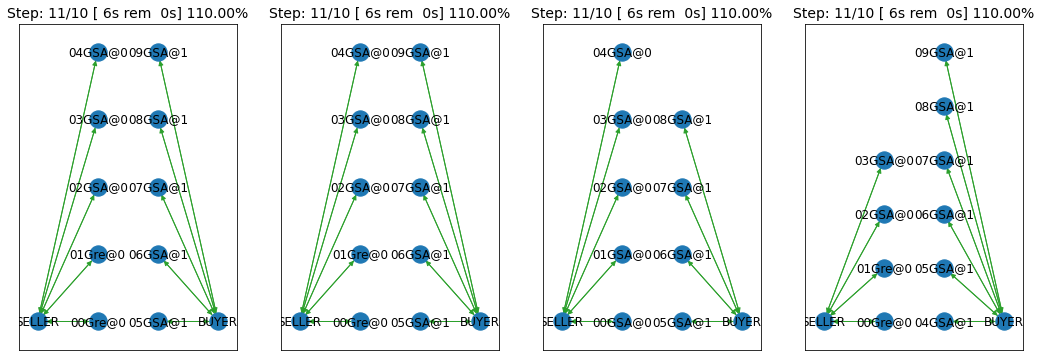 Step: 11/10 [ 6s rem  0s] 110.00%
04GSA@0 09GSA@1
03GSA@0 08GSA@1
02GSA@0 07GSA@1
01Gre@0 06GSA@1
SELLER 00Gre@0 05GSA@1 BUYER
Step: 11/10 [ 6s rem  0s] 110.00%
04GSA@0 09GSA@1
03GSA@0 08GSA@1
02GSA@0 07GSA@1
01Gre@0 06GSA@1
SELLER 00GSA@0 05GSA@1 BUYER
Step: 11/10 [ 6s rem  0s] 110.00%
04GSA@0
03GSA@0 08GSA@1
02GSA@0 07GSA@1
01GSA@0 06GSA@1
SELLER 00GSA@0 05GSA@1 BUYER
Step: 11/10 [ 6s rem  0s] 110.00%
09GSA@1
08GSA@1
03GSA@0 07GSA@1
02GSA@0 06GSA@1
01Gre@0 05GSA@1
SELLER 00Gre@0 04GSA@1 BUYER